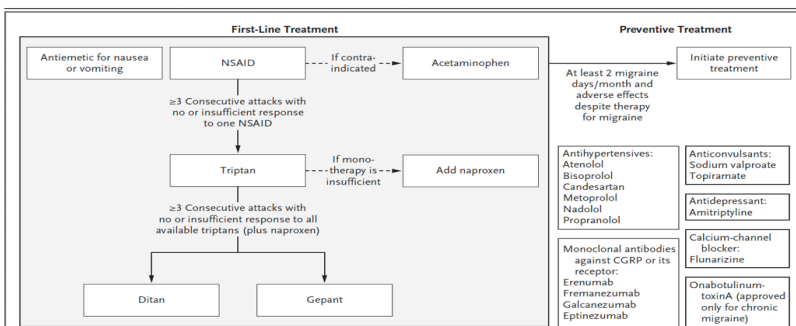 First-Line Treatment
Antiemetic for nausea
or vomiting
NSAID
If contra-
indicated
Acetaminophen
≥3 Consecutive attacks with
no or insufficient response
to one NSAID
Triptan
If mono-
therapy is
insufficient
Add naproxen
≥3 Consecutive attacks with
no or insufficient response to all
available triptans (plus naproxen)
Ditan
Gepant
Preventive Treatment
At least 2 migraine
days/month and
adverse effects
despite therapy
for migraine
Initiate preventive
treatment
Antihypertensives:
Atenolol
Bisoprolol
Candesartan
Metoprolol
Nadolol
Propranolol
Monoclonal antibodies
against CGRP or its
receptor:
Erenumab
Fremanezumab
Galcanezumab
Eptinezumab
Anticonvulsants:
Sodium valproate
Topiramate
Antidepressant:
Amitriptyline
Calcium-channel
blocker:
Flunarizine
Onabotulinum-
toxinA (approved
only for chronic
migraine)